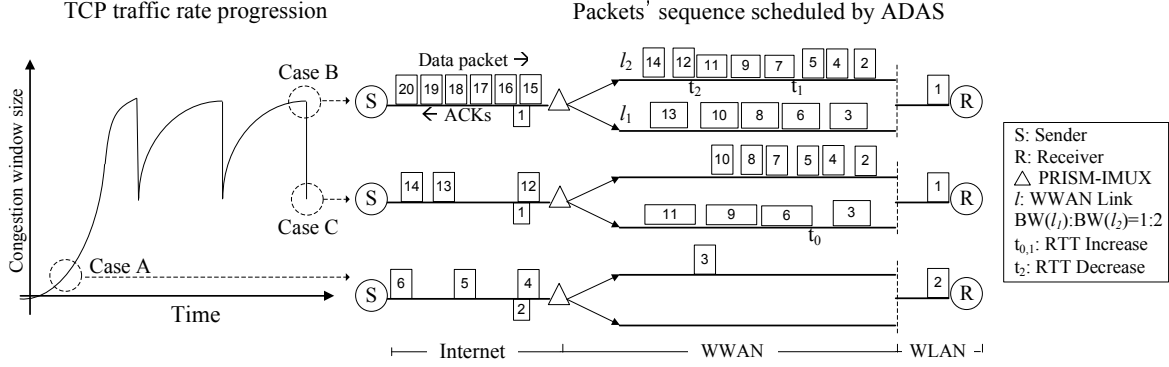 TCP traffic rate progression
Packets' sequence scheduled by ADAS
Congestion window size
Time
Case A
Case B
Case C
S
Data packet →
20 19 18 17 16 15
← ACKs
1
l2
14 12 11 9 7 5 4 2
t2 t1
l1
13 10 8 6 3
1
R
S
14 13 12
1
10 8 7 5 4 2
11 9 6 3
t0
1
R
S
6 5 4
2
3
2
R
Internet
WWAN
WLAN
S: Sender
R: Receiver
△ PRISM-IMUX
l: WWAN Link
BW(l1):BW(l2)=1:2
t0,1: RTT Increase
t2: RTT Decrease